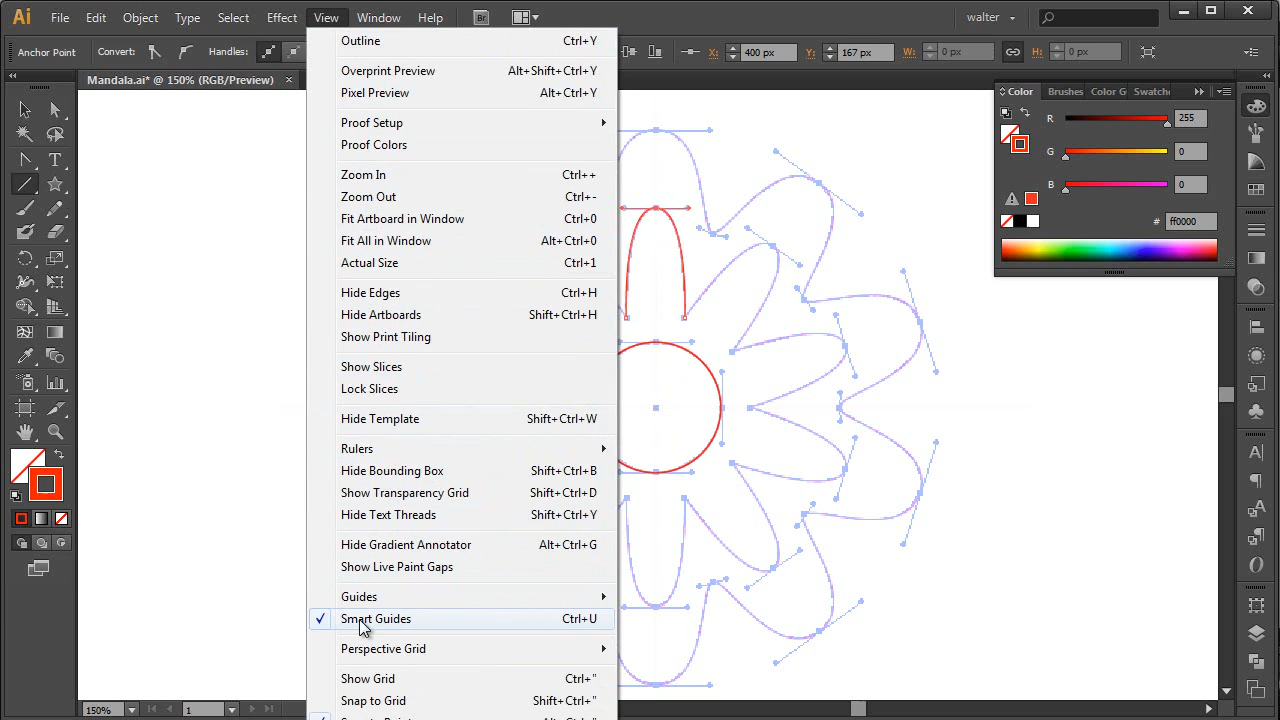 Ai File Edit Object Type Select Effect View Window Help Br walter
Anchor Point Convert: Handles: X: 400 px Y: 167 px W: 0 px H: 0 px
Mandala.ai* @ 150% (RGB/Preview)
Outline Ctrl+Y
Overprint Preview Alt+Shift+Ctrl+Y
Pixel Preview Alt+Ctrl+Y
Proof Setup
Proof Colors
Zoom In Ctrl++
Zoom Out Ctrl+-
Fit Artboard in Window Ctrl+0
Fit All in Window Alt+Ctrl+0
Actual Size Ctrl+1
Hide Edges Ctrl+H
Hide Artboards Shift+Ctrl+H
Show Print Tiling
Show Slices
Lock Slices
Hide Template Shift+Ctrl+W
Rulers
Hide Bounding Box Shift+Ctrl+B
Show Transparency Grid Shift+Ctrl+D
Hide Text Threads Shift+Ctrl+Y
Hide Gradient Annotator Alt+Ctrl+G
Show Live Paint Gaps
Guides
Smart Guides Ctrl+U
Perspective Grid
Show Grid Ctrl+"
Snap to Grid Shift+Ctrl+"
Color Brushes Color G Swatche
R 255
G 0
B 0
# ff0000
150% 1